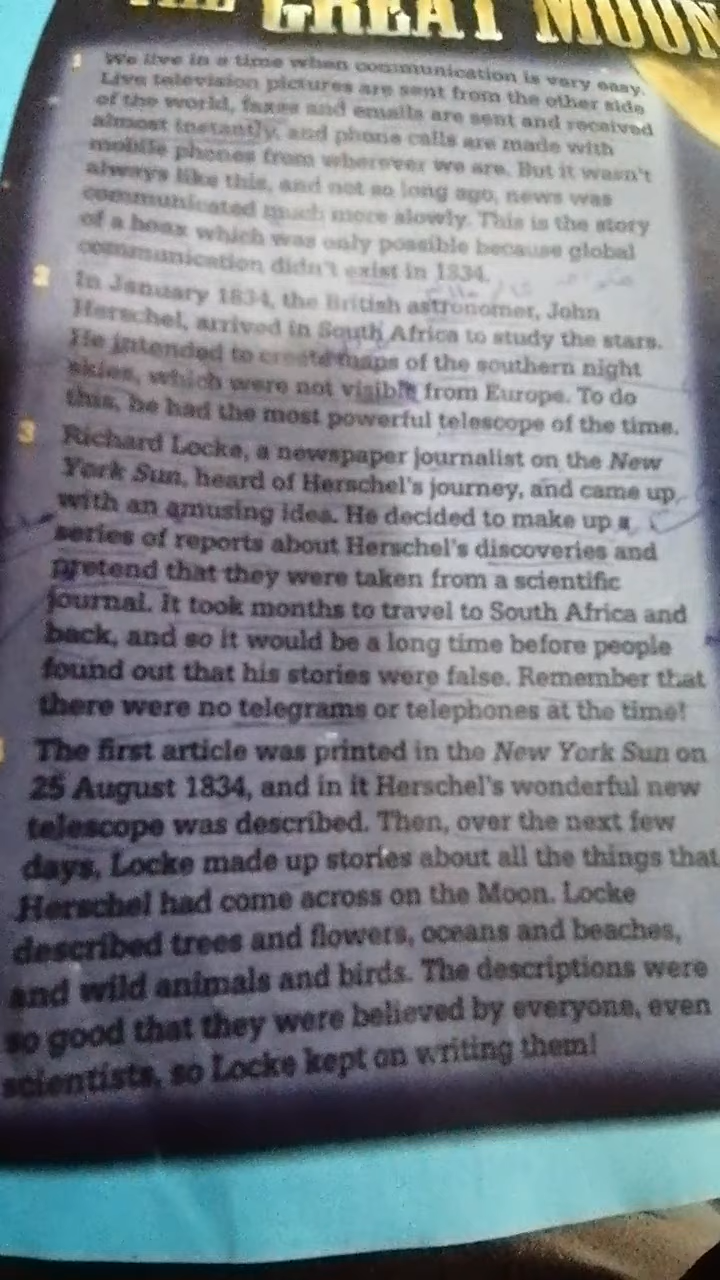 THE GREAT MOON
1 We live in a time when communication is very easy.
Live television pictures are sent from the other side
of the world, faxes and emails are sent and received
almost instantly, and phone calls are made with
mobile phones from wherever we are. But it wasn't
always like this, and not so long ago, news was
communicated much more slowly. This is the story
of a hoax which was only possible because global
communication didn't exist in 1834.
2 In January 1834, the British astronomer, John
Herschel, arrived in South Africa to study the stars.
He intended to create maps of the southern night
skies, which were not visible from Europe. To do
this, he had the most powerful telescope of the time.
3 Richard Locke, a newspaper journalist on the New
York Sun, heard of Herschel's journey, and came up
with an amusing idea. He decided to make up a
series of reports about Herschel's discoveries and
pretend that they were taken from a scientific
journal. It took months to travel to South Africa and
back, and so it would be a long time before people
found out that his stories were false. Remember that
there were no telegrams or telephones at the time!
The first article was printed in the New York Sun on
25 August 1834, and in it Herschel's wonderful new
telescope was described. Then, over the next few
days, Locke made up stories about all the things that
Herschel had come across on the Moon. Locke
described trees and flowers, oceans and beaches,
and wild animals and birds. The descriptions were
so good that they were believed by everyone, even
scientists, so Locke kept on writing them!